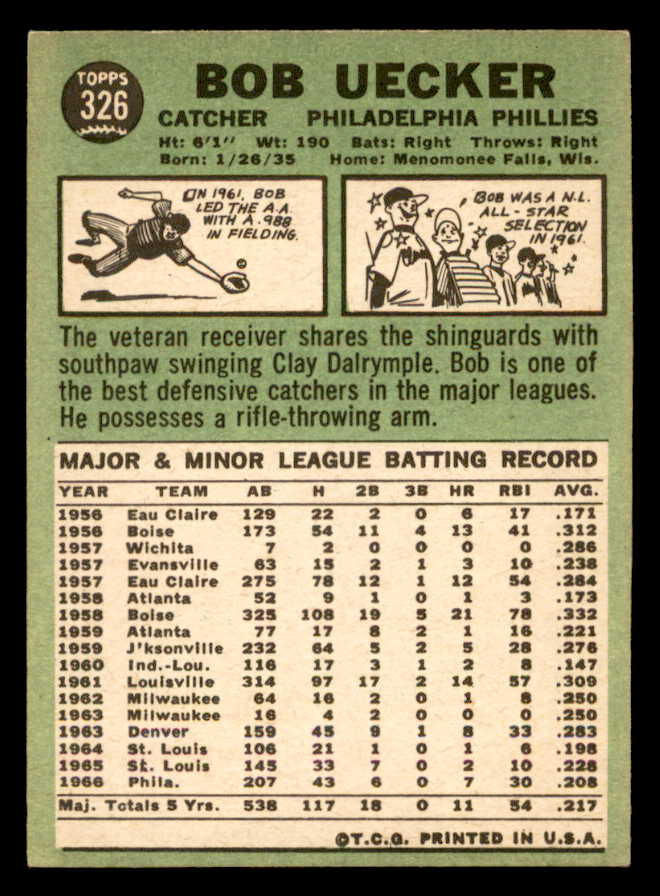 TOPPS
326
BOB UECKER
CATCHER PHILADELPHIA PHILLIES
Ht: 6'1" Wt: 190 Bats: Right Throws: Right
Born: 1/26/35 Home: Menomonee Falls, Wis.
ON 1961, BOB
LED THE A.A.
WITH A .988
IN FIELDING.
BOB WAS A N.L.
ALL-STAR
SELECTION
IN 1961.
The veteran receiver shares the shinguards with
southpaw swinging Clay Dalrymple. Bob is one of
the best defensive catchers in the major leagues.
He possesses a rifle-throwing arm.
MAJOR & MINOR LEAGUE BATTING RECORD
YEAR TEAM AB H 2B 3B HR RBI AVG.
1956 Eau Claire 129 22 2 0 6 17 .171
1956 Boise 173 54 11 4 13 41 .312
1957 Wichita 7 2 0 0 0 0 .286
1957 Evansville 63 15 2 1 3 10 .238
1957 Eau Claire 275 78 12 1 12 54 .284
1958 Atlanta 52 9 1 0 1 3 .173
1958 Boise 325 108 19 5 21 78 .332
1959 Atlanta 77 17 8 2 1 16 .221
1959 J'ksonville 232 64 5 2 5 28 .276
1960 Ind.-Lou. 116 17 3 1 2 8 .147
1961 Louisville 314 97 17 2 14 57 .309
1962 Milwaukee 64 16 2 0 1 8 .250
1963 Milwaukee 16 4 2 0 0 0 .250
1963 Denver 159 45 9 1 8 33 .283
1964 St. Louis 106 21 1 0 1 6 .198
1965 St. Louis 145 33 7 0 2 10 .228
1966 Phila. 207 43 6 0 7 30 .208
Maj. Totals 5 Yrs. 538 117 18 0 11 54 .217
©T.C.G. PRINTED IN U.S.A.